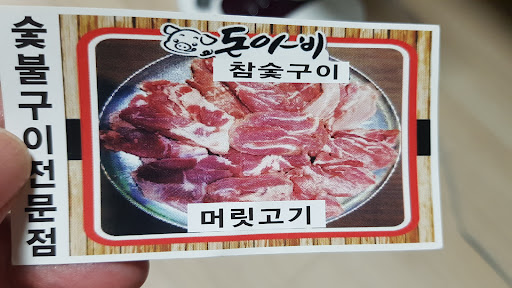 숯불구이전문점
돈아비
참숯구이
머릿고기